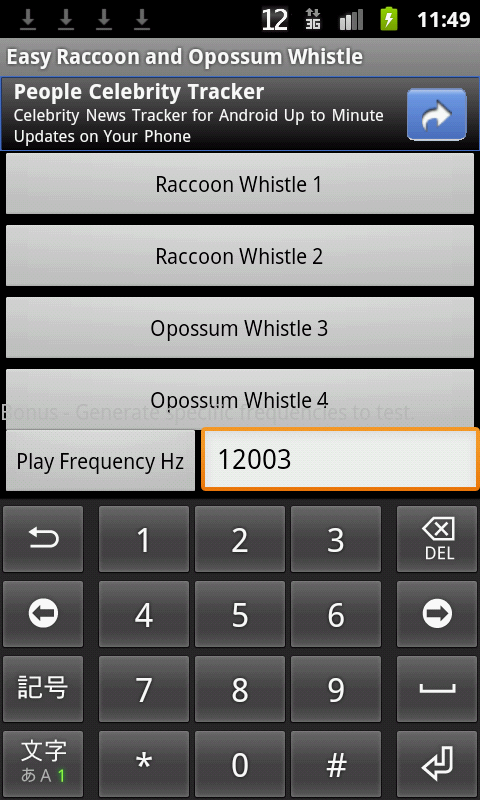 12 3G 11:49
Easy Raccoon and Opossum Whistle
People Celebrity Tracker
Celebrity News Tracker for Android Up to Minute
Updates on Your Phone
Raccoon Whistle 1
Raccoon Whistle 2
Opossum Whistle 3
Opossum Whistle 4
Bonus - Generate specific frequencies to test.
Play Frequency Hz 12003
1 2 3 DEL
4 5 6
記号 7 8 9
文字 * 0 #
あA1